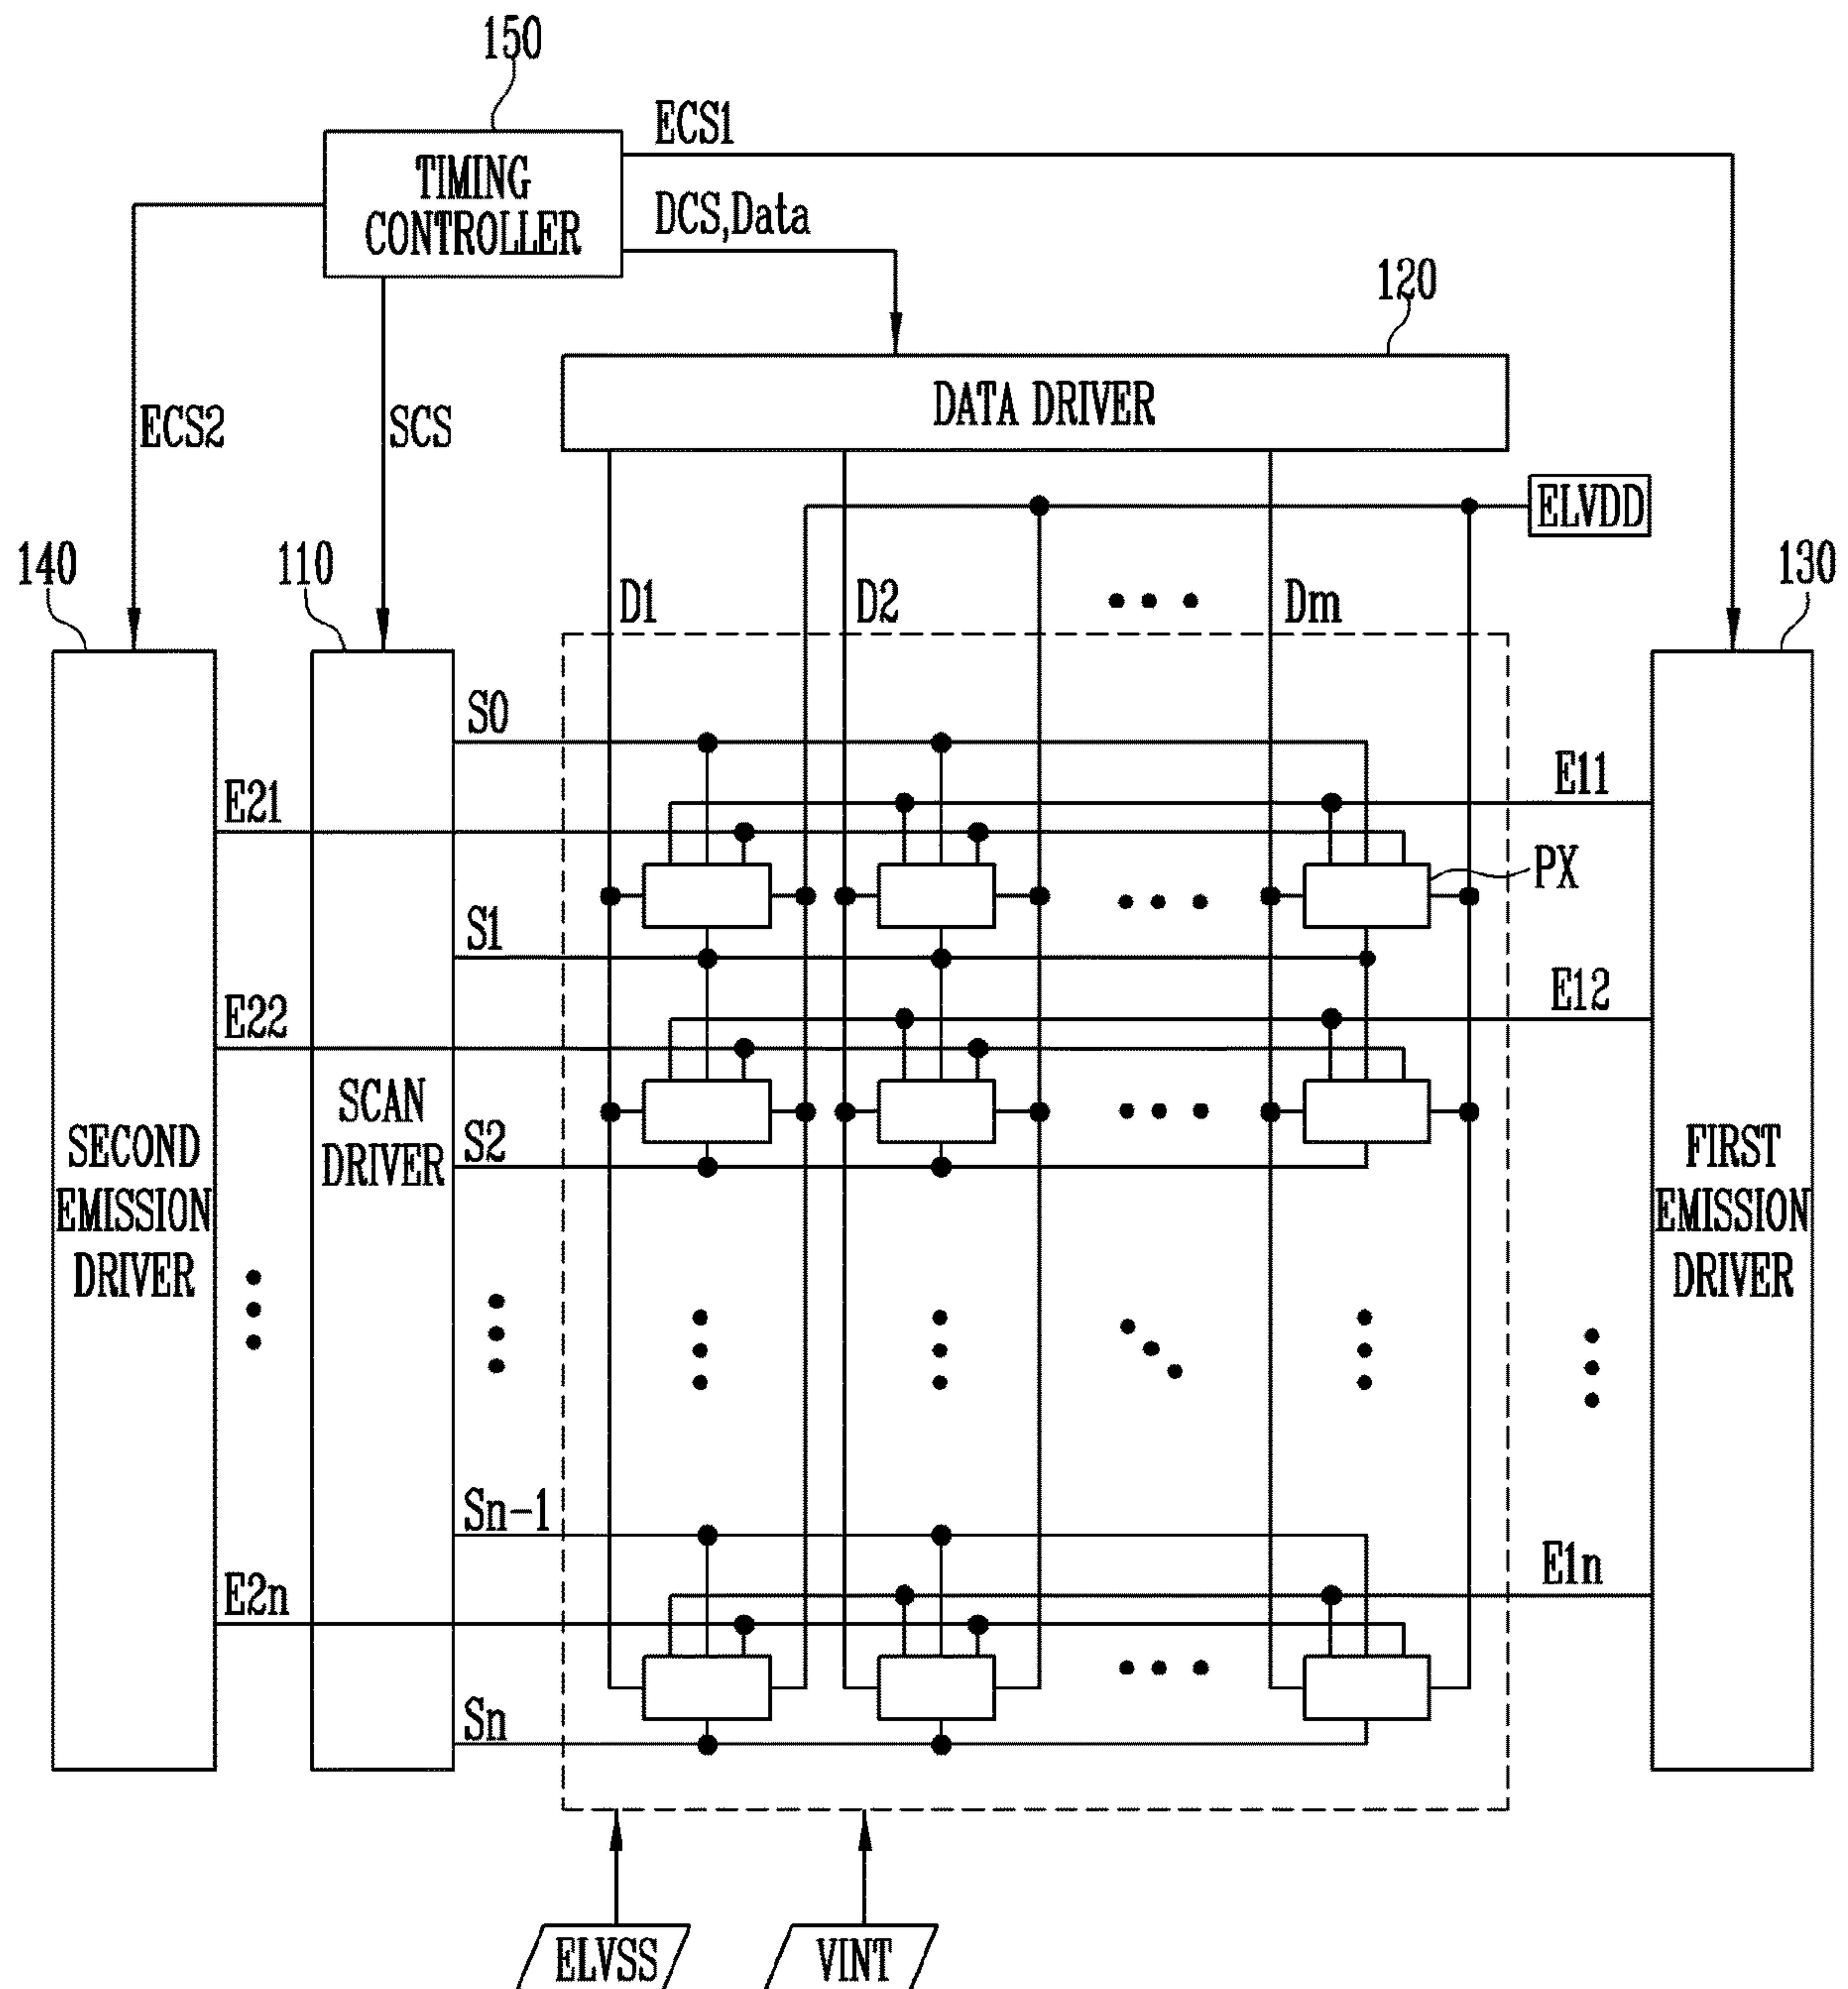 150
ECS1
TIMING
CONTROLLER
DCS,Data
120
DATA DRIVER
ECS2
SCS
ELVDD
140
110
130
D1
D2
Dm
S0
E11
E21
PX
S1
E12
E22
SCAN
DRIVER
S2
SECOND
EMISSION
DRIVER
FIRST
EMISSION
DRIVER
Sn-1
E1n
E2n
Sn
ELVSS
VINT